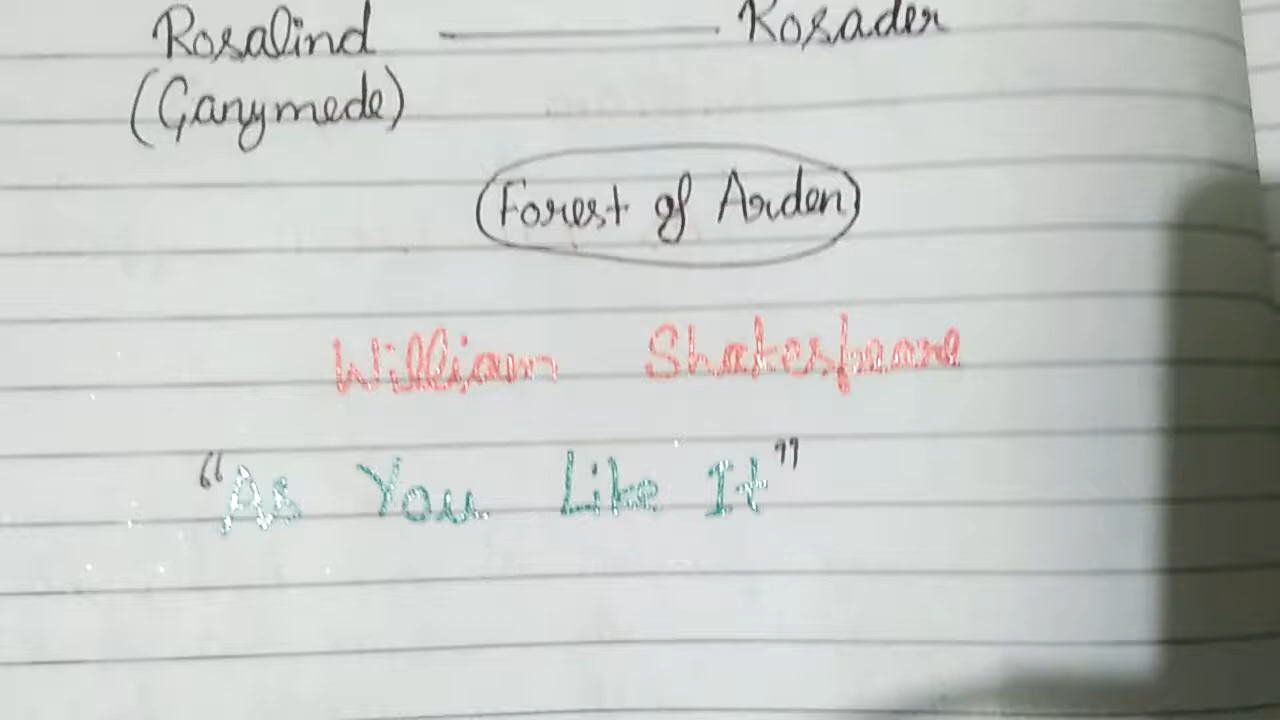 Rosalind ———— Rosader
(Ganymede)
Forest of Arden
William Shakespeare
"As You Like It"